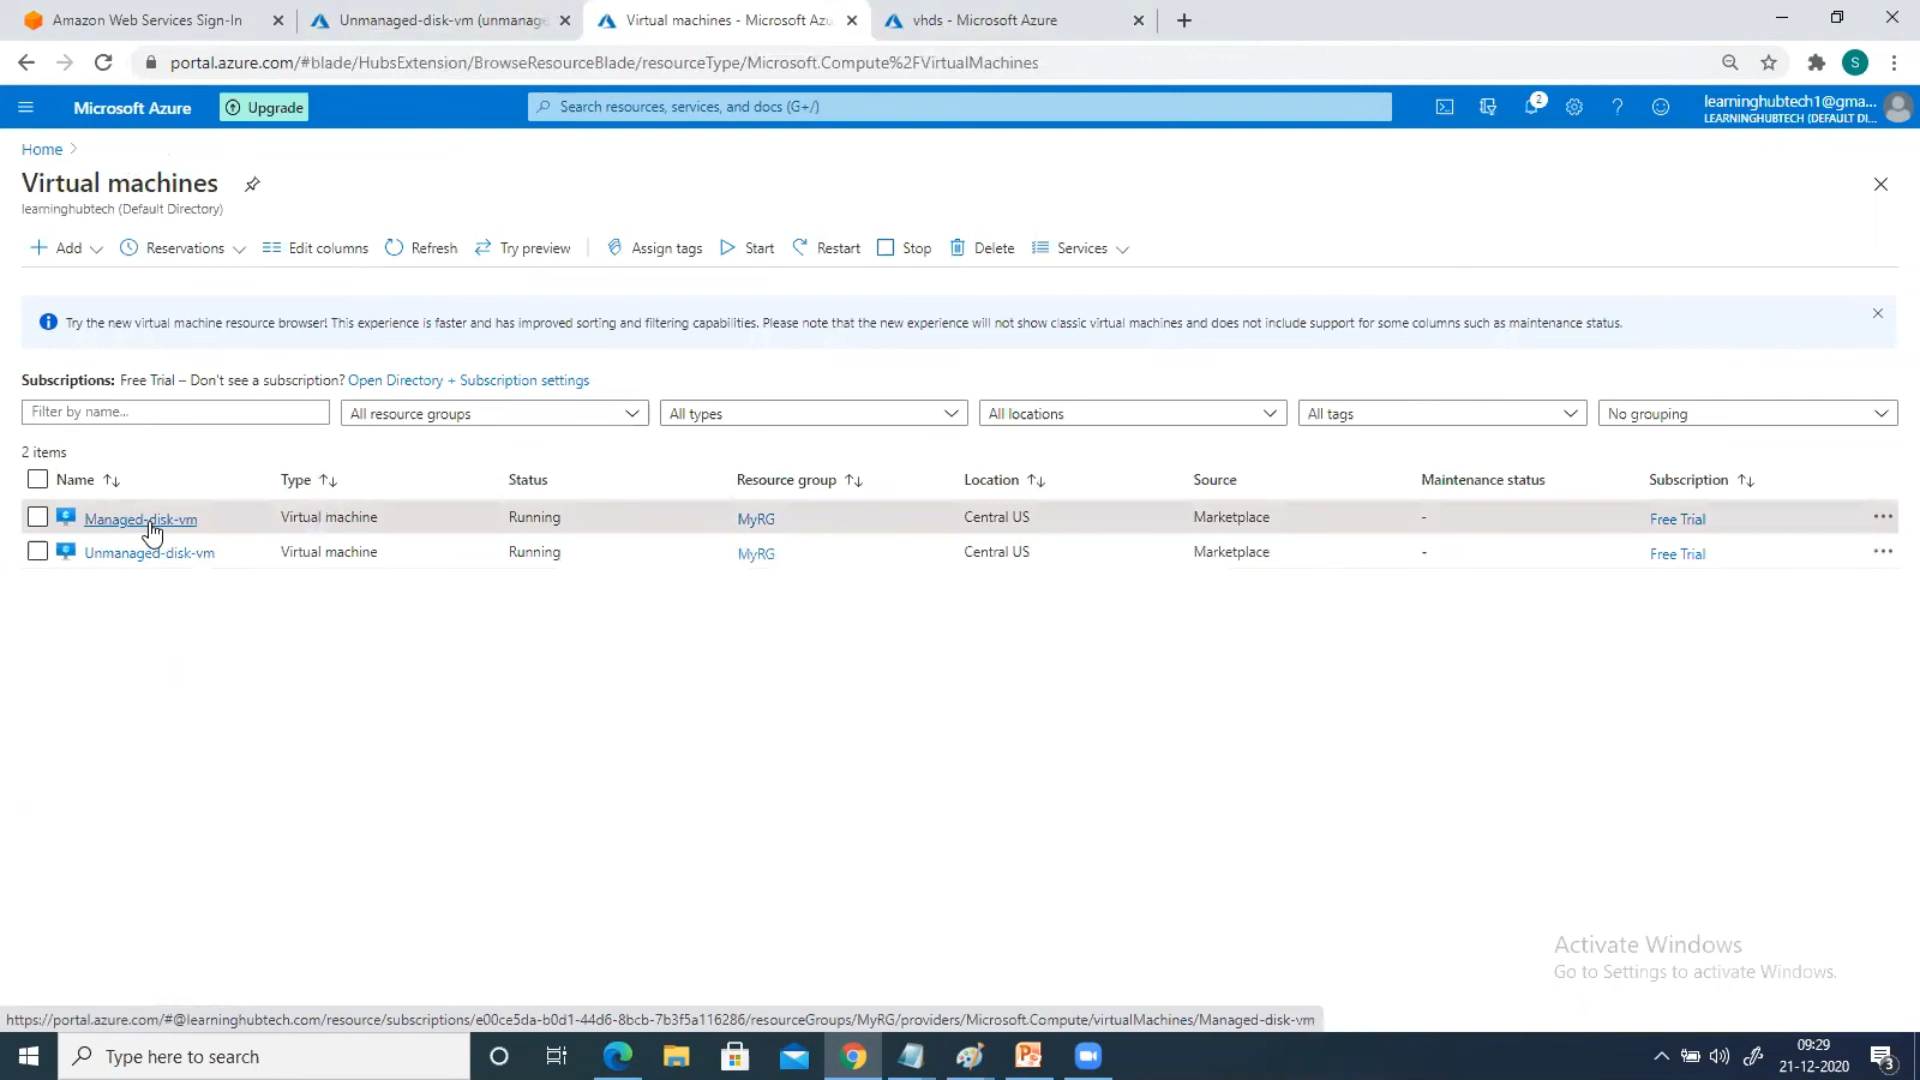 Amazon Web Services Sign-In
Unmanaged-disk-vm (unmanage
Virtual machines - Microsoft Azu
vhds - Microsoft Azure
portal.azure.com/#blade/HubsExtension/BrowseResourceBlade/resourceType/Microsoft.Compute%2FVirtualMachines
S
Microsoft Azure
Upgrade
Search resources, services, and docs (G+/)
2
learninghubtech1@gma...
LEARNINGHUBTECH (DEFAULT DI...
Home >
Virtual machines
learninghubtech (Default Directory)
Add
Reservations
Edit columns
Refresh
Try preview
Assign tags
Start
Restart
Stop
Delete
Services
Try the new virtual machine resource browser! This experience is faster and has improved sorting and filtering capabilities. Please note that the new experience will not show classic virtual machines and does not include support for some columns such as maintenance status.
Subscriptions: Free Trial – Don't see a subscription? Open Directory + Subscription settings
Filter by name...
All resource groups
All types
All locations
All tags
No grouping
2 items
Name Type Status Resource group Location Source Maintenance status Subscription
Managed-disk-vm Virtual machine Running MyRG Central US Marketplace - Free Trial ...
Unmanaged-disk-vm Virtual machine Running MyRG Central US Marketplace - Free Trial ...
Activate Windows
Go to Settings to activate Windows.
https://portal.azure.com/#@learninghubtech.com/resource/subscriptions/e00ce5da-b0d1-44d6-8bcb-7b3f5a116286/resourceGroups/MyRG/providers/Microsoft.Compute/virtualMachines/Managed-disk-vm
Type here to search
09:29
21-12-2020
3